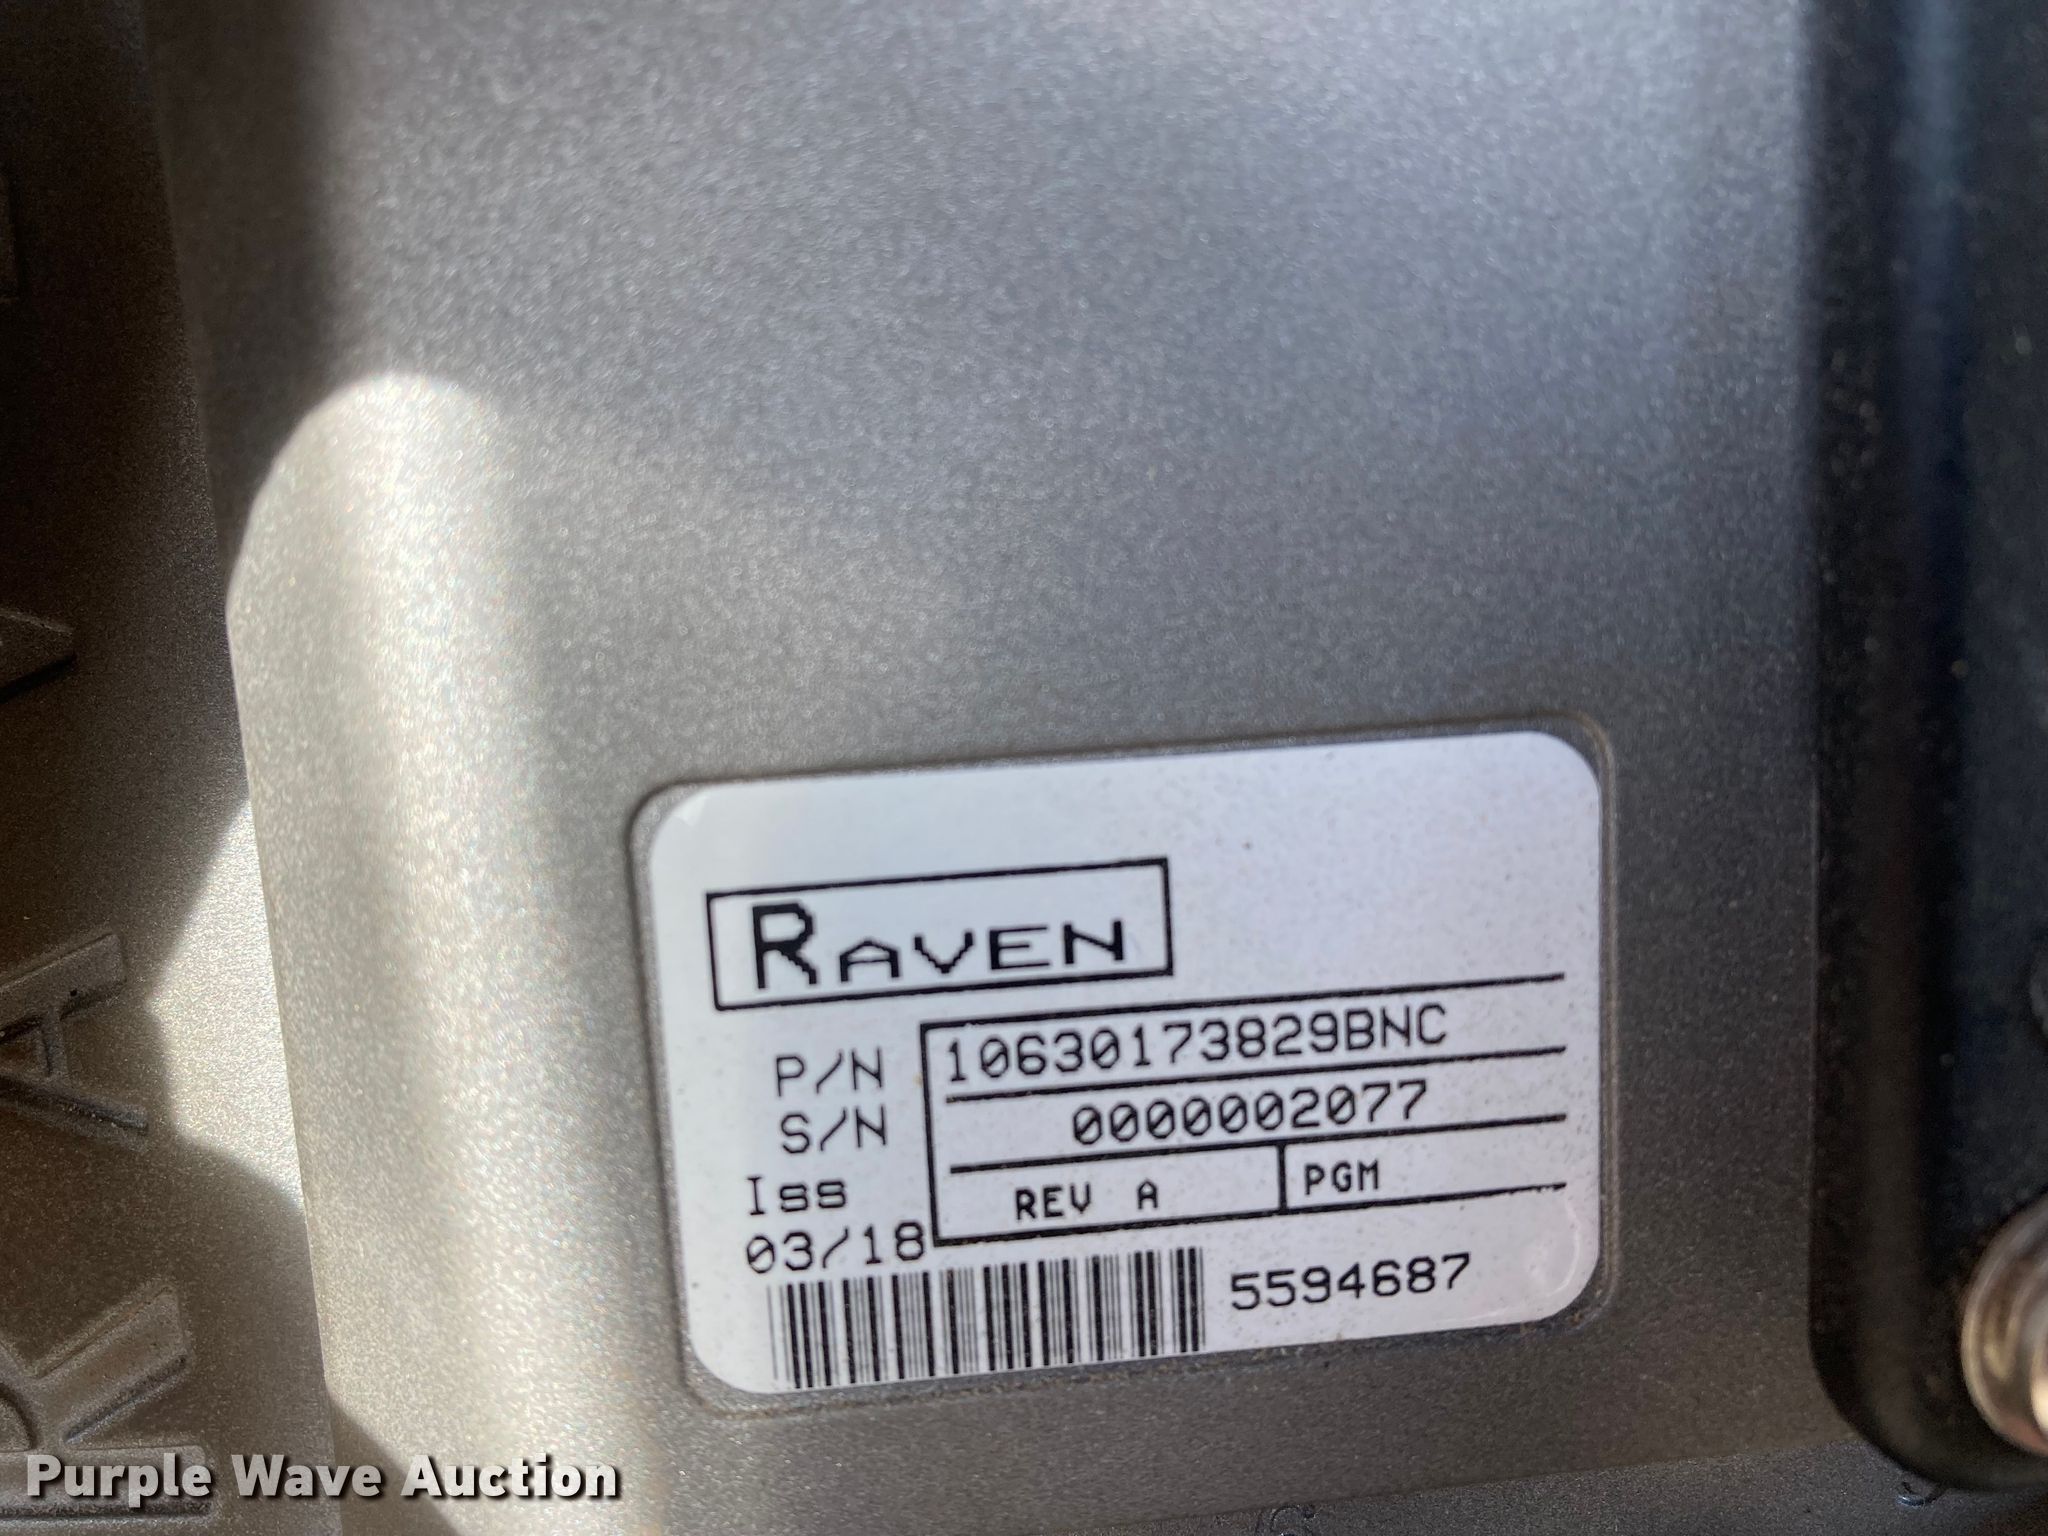 RAVEN
P/N 10630173829BNC
S/N 0000002077
Iss REV A PGM
03/18
5594687
Purple Wave Auction